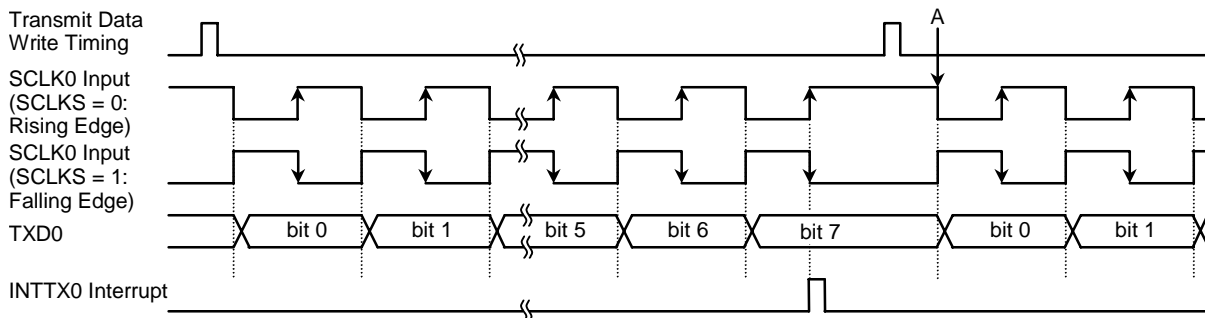 Transmit Data
Write Timing
A
SCLK0 Input
(SCLKS = 0:
Rising Edge)
SCLK0 Input
(SCLKS = 1:
Falling Edge)
TXD0
bit 0
bit 1
bit 5
bit 6
bit 7
bit 0
bit 1
INTTX0 Interrupt